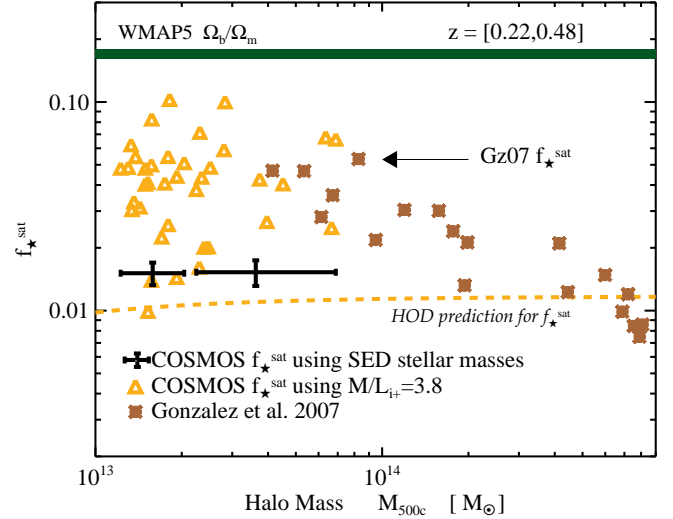 WMAP5 Ω_b/Ω_m z = [0.22,0.48]
0.10
Gz07 f★^sat
f★^sat
0.01
HOD prediction for f★^sat
COSMOS f★^sat using SED stellar masses
COSMOS f★^sat using M/L_i+=3.8
Gonzalez et al. 2007
10^13 10^14
Halo Mass M_500c [ M_⊙ ]